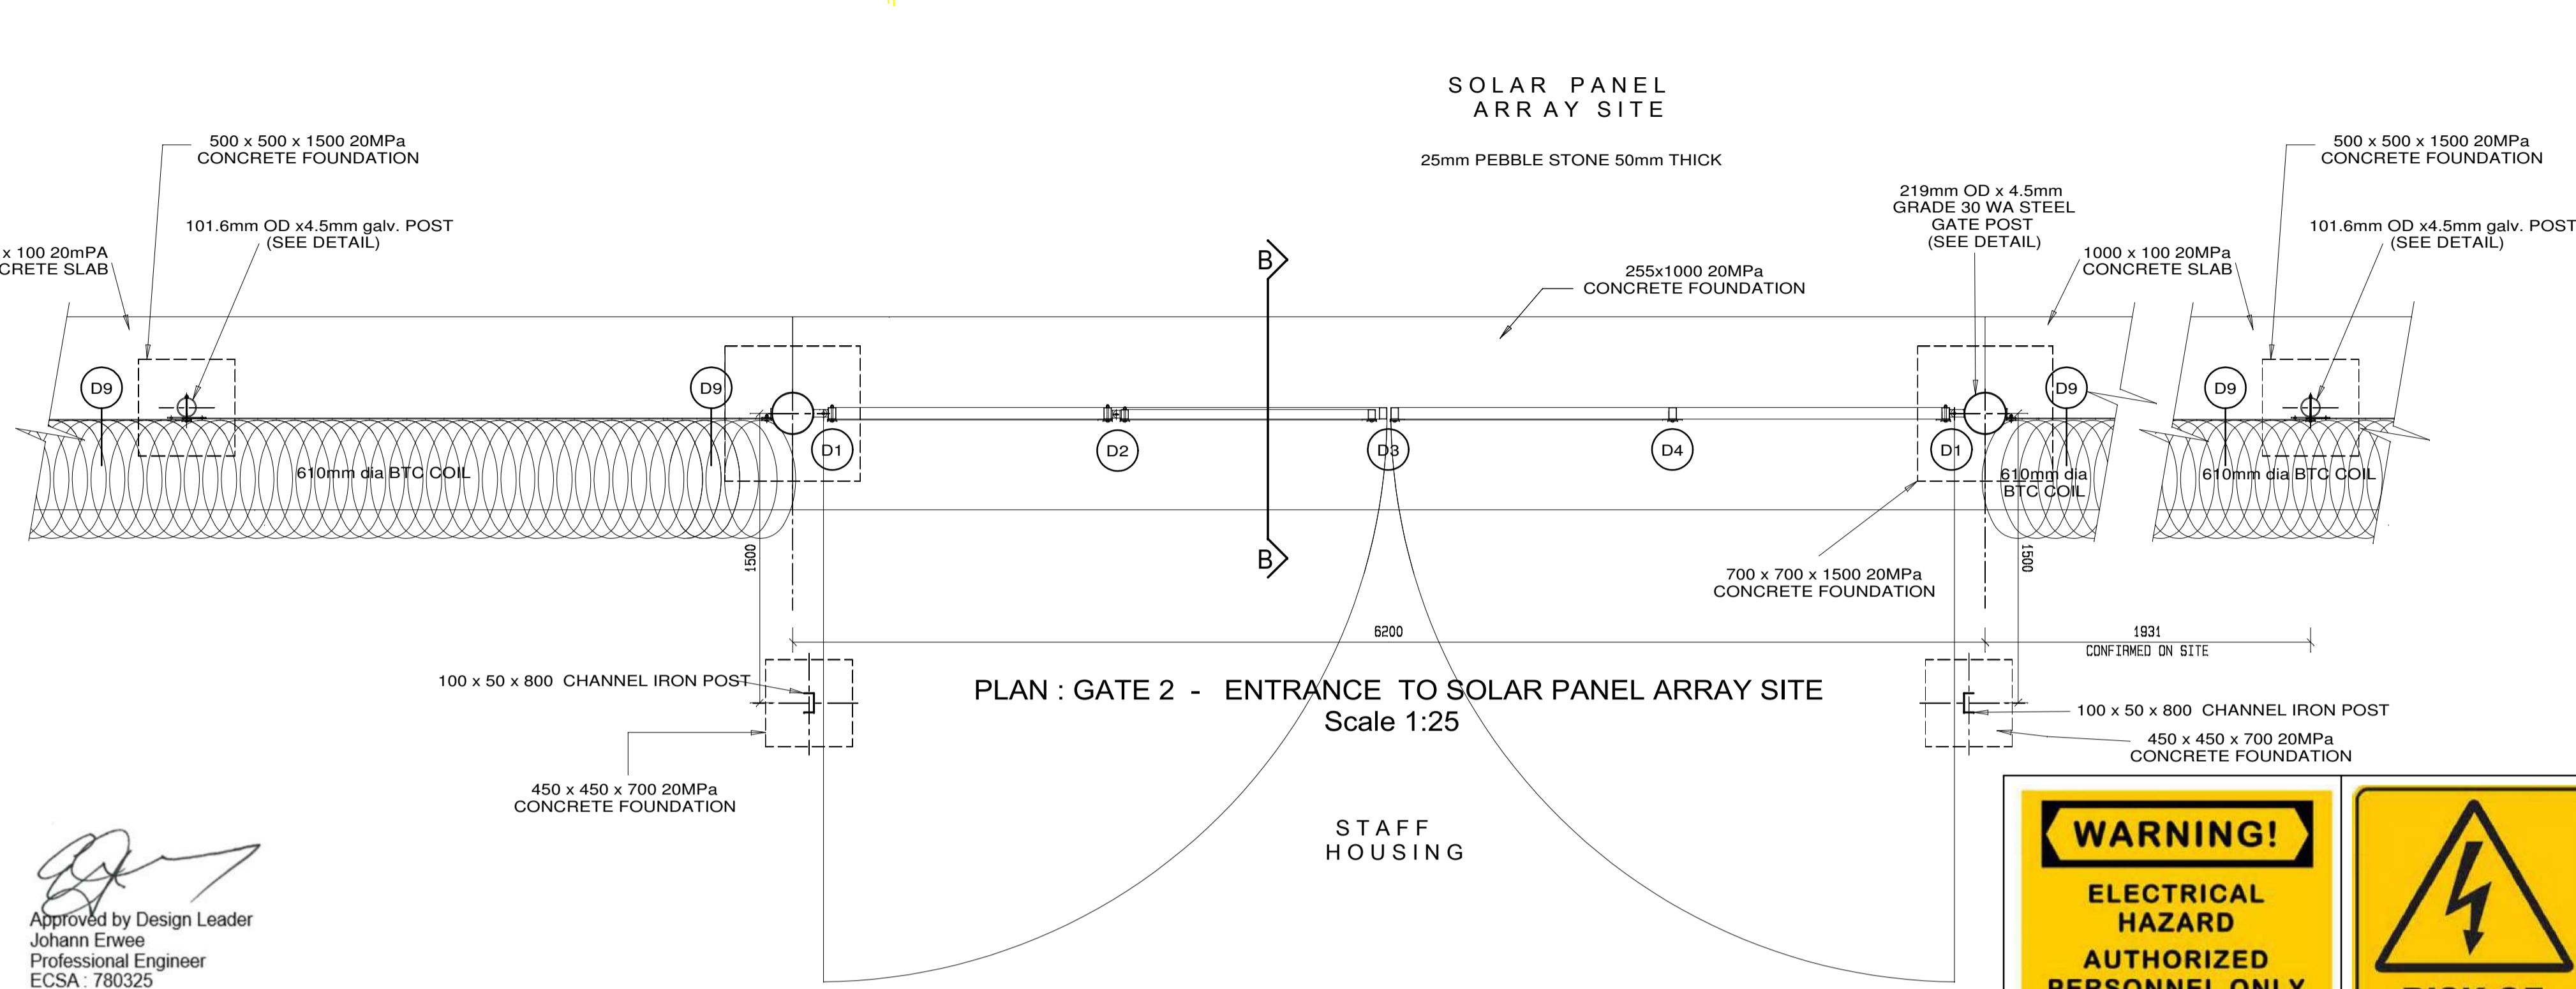 SOLAR PANEL
ARRAY SITE
25mm PEBBLE STONE 50mm THICK
500 x 500 x 1500 20MPa
CONCRETE FOUNDATION
101.6mm OD x4.5mm galv. POST
(SEE DETAIL)
x 100 20mPA
CRETE SLAB
219mm OD x 4.5mm
GRADE 30 WA STEEL
GATE POST
(SEE DETAIL)
500 x 500 x 1500 20MPa
CONCRETE FOUNDATION
101.6mm OD x4.5mm galv. POST
(SEE DETAIL)
1000 x 100 20MPa
CONCRETE SLAB
255x1000 20MPa
CONCRETE FOUNDATION
B
D9
D9
D9
D9
D1
D2
D3
D4
D1
610mm dia BTC COIL
610mm dia
BTC COIL
610mm dia BTC COIL
B
1500
1500
700 x 700 x 1500 20MPa
CONCRETE FOUNDATION
6200
1931
CONFIRMED ON SITE
100 x 50 x 800 CHANNEL IRON POST
PLAN : GATE 2 - ENTRANCE TO SOLAR PANEL ARRAY SITE
Scale 1:25
100 x 50 x 800 CHANNEL IRON POST
450 x 450 x 700 20MPa
CONCRETE FOUNDATION
450 x 450 x 700 20MPa
CONCRETE FOUNDATION
STAFF
HOUSING
Approved by Design Leader
Johann Erwee
Professional Engineer
ECSA : 780325
WARNING!
ELECTRICAL
HAZARD
AUTHORIZED
PERSONNEL ONLY
RISK OF